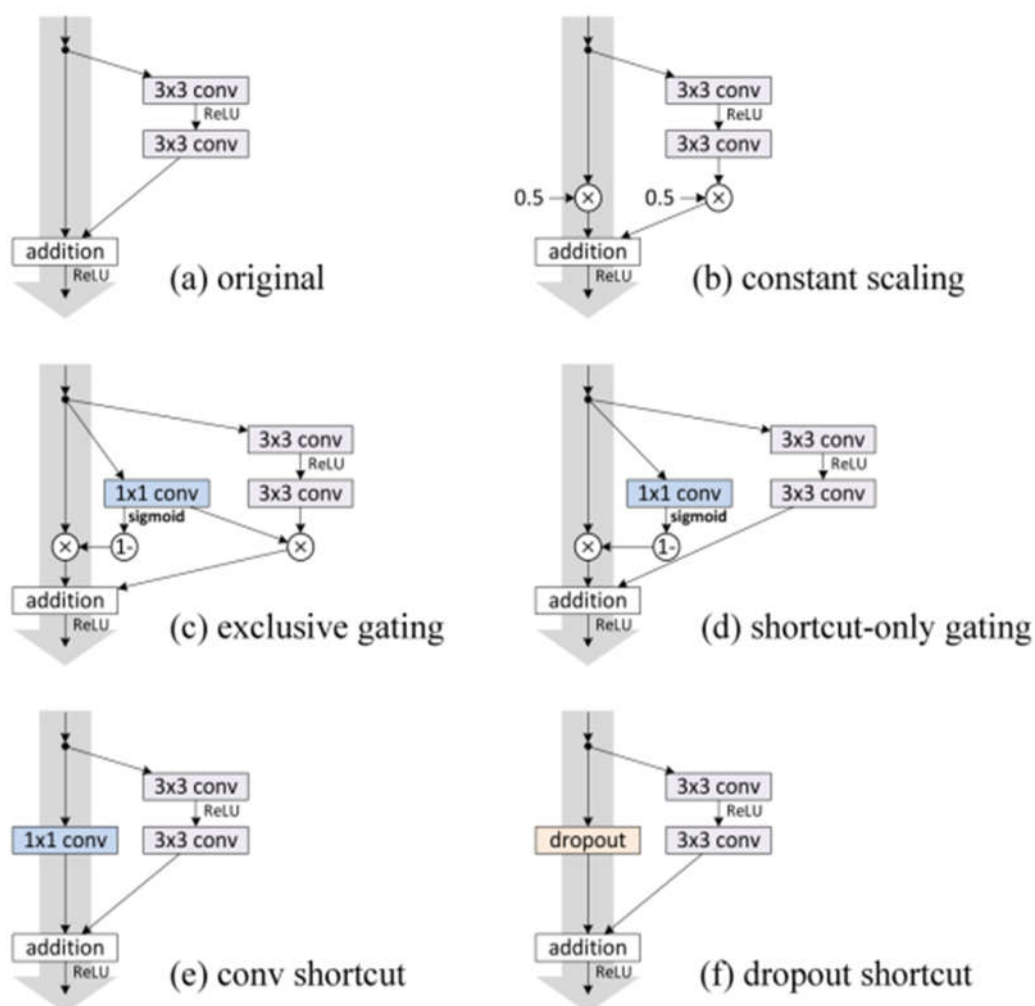 3x3 conv
ReLU
3x3 conv
addition
ReLU
(a) original
3x3 conv
ReLU
3x3 conv
0.5
×
0.5
×
addition
ReLU
(b) constant scaling
3x3 conv
ReLU
1x1 conv
3x3 conv
sigmoid
×
1-
×
addition
ReLU
(c) exclusive gating
3x3 conv
ReLU
1x1 conv
3x3 conv
sigmoid
×
1-
addition
ReLU
(d) shortcut-only gating
3x3 conv
ReLU
1x1 conv
3x3 conv
addition
ReLU
(e) conv shortcut
3x3 conv
ReLU
dropout
3x3 conv
addition
ReLU
(f) dropout shortcut